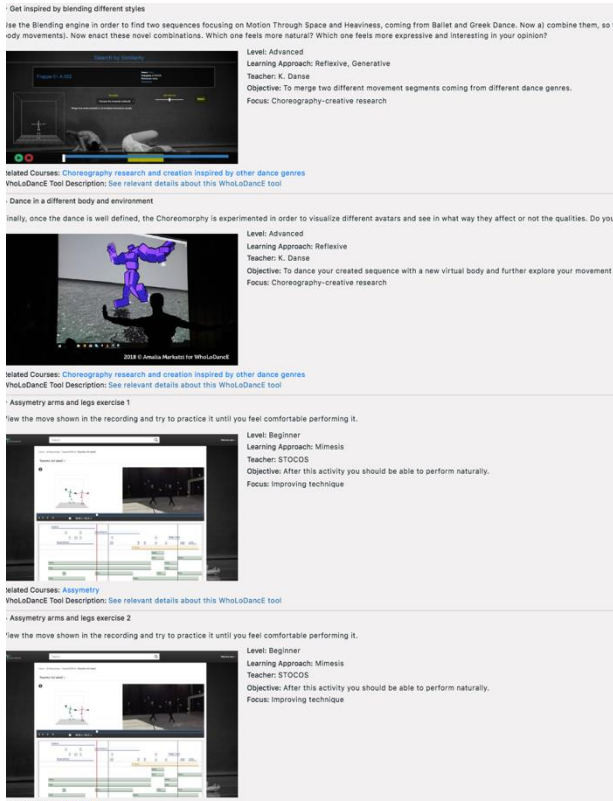 Get inspired by blending different styles
Use the Blending engine in order to find two sequences focusing on Motion Through Space and Heaviness, coming from Ballet and Greek Dance. Now a) combine them, so
body movements). Now enact these novel combinations. Which one feels more natural? Which one feels more expressive and interesting in your opinion?
Search by Similarity
Level: Advanced
Learning Approach: Reflexive, Generative
Teacher: K. Danse
Objective: To merge two different movement segments coming from different dance genres.
Focus: Choreography-creative research
Related Courses: Choreography research and creation inspired by other dance genres
WhoLoDancE Tool Description: See relevant details about this WhoLoDancE tool
Dance in a different body and environment
Finally, once the dance is well defined, the Choreomorphy is experimented in order to visualize different avatars and see in what way they affect or not the qualities. Do you
Level: Advanced
Learning Approach: Reflexive
Teacher: K. Danse
Objective: To dance your created sequence with a new virtual body and further explore your movement
Focus: Choreography-creative research
2018 © Amalia Markatzi for WhoLoDancE
Related Courses: Choreography research and creation inspired by other dance genres
WhoLoDancE Tool Description: See relevant details about this WhoLoDancE tool
Assymetry arms and legs exercise 1
View the move shown in the recording and try to practice it until you feel comfortable performing it.
Level: Beginner
Learning Approach: Mimesis
Teacher: STOCOS
Objective: After this activity you should be able to perform naturally.
Focus: Improving technique
Related Courses: Assymetry
WhoLoDancE Tool Description: See relevant details about this WhoLoDancE tool
Assymetry arms and legs exercise 2
View the move shown in the recording and try to practice it until you feel comfortable performing it.
Level: Beginner
Learning Approach: Mimesis
Teacher: STOCOS
Objective: After this activity you should be able to perform naturally.
Focus: Improving technique